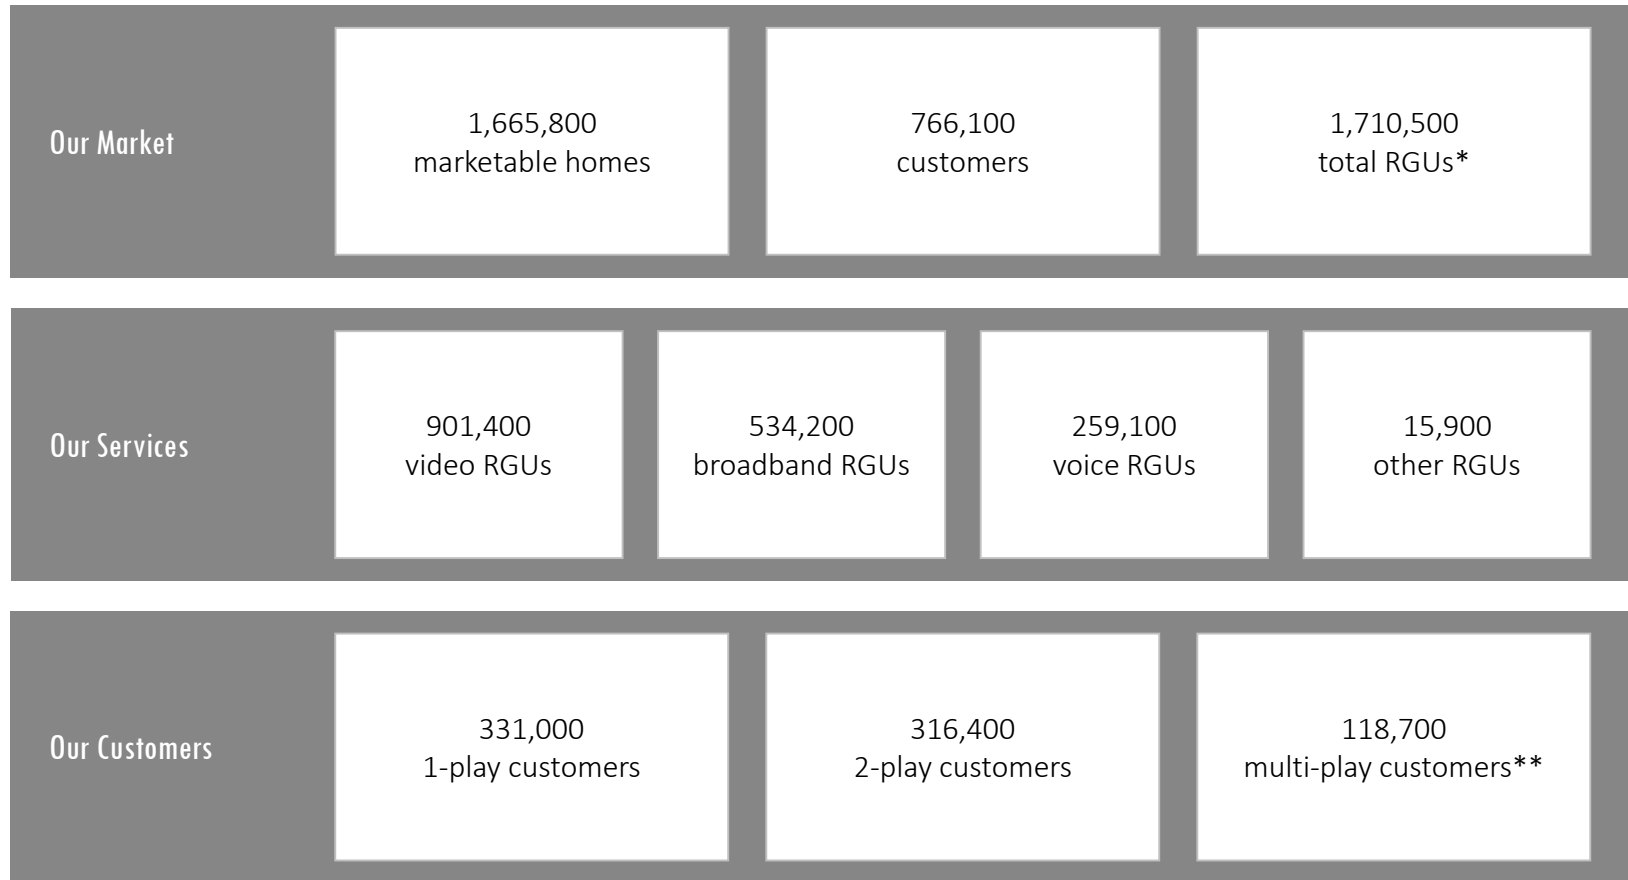 Our Market
1,665,800
marketable homes
766,100
customers
1,710,500
total RGUs*
Our Services
901,400
video RGUs
534,200
broadband RGUs
259,100
voice RGUs
15,900
other RGUs
Our Customers
331,000
1-play customers
316,400
2-play customers
118,700
multi-play customers**